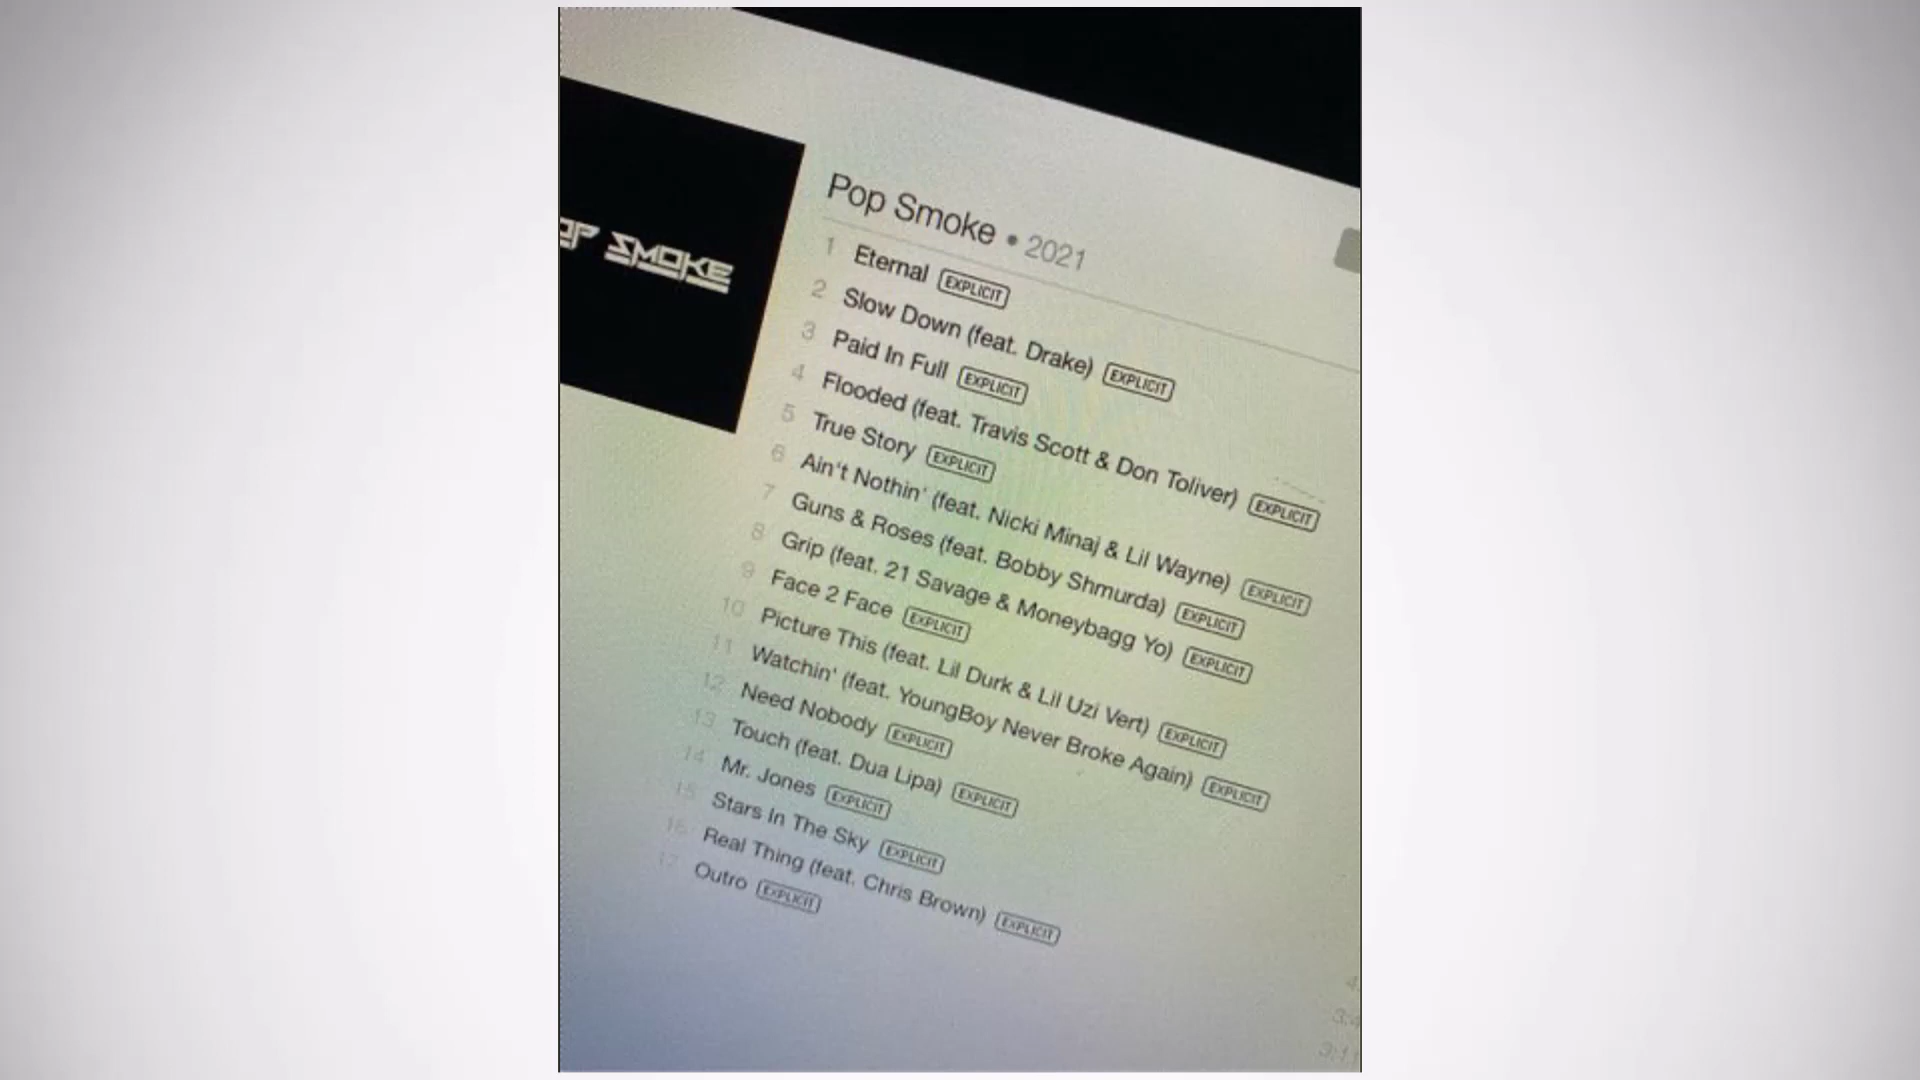 OP SMOKE
Pop Smoke • 2021
1 Eternal EXPLICIT
2 Slow Down (feat. Drake) EXPLICIT
3 Paid In Full EXPLICIT
4 Flooded (feat. Travis Scott & Don Toliver) EXPLICIT
5 True Story EXPLICIT
6 Ain't Nothin' (feat. Nicki Minaj & Lil Wayne) EXPLICIT
7 Guns & Roses (feat. Bobby Shmurda) EXPLICIT
8 Grip (feat. 21 Savage & Moneybagg Yo) EXPLICIT
9 Face 2 Face EXPLICIT
10 Picture This (feat. Lil Durk & Lil Uzi Vert) EXPLICIT
11 Watchin' (feat. YoungBoy Never Broke Again) EXPLICIT
12 Need Nobody EXPLICIT
13 Touch (feat. Dua Lipa) EXPLICIT
14 Mr. Jones EXPLICIT
15 Stars In The Sky EXPLICIT
16 Real Thing (feat. Chris Brown) EXPLICIT
17 Outro EXPLICIT